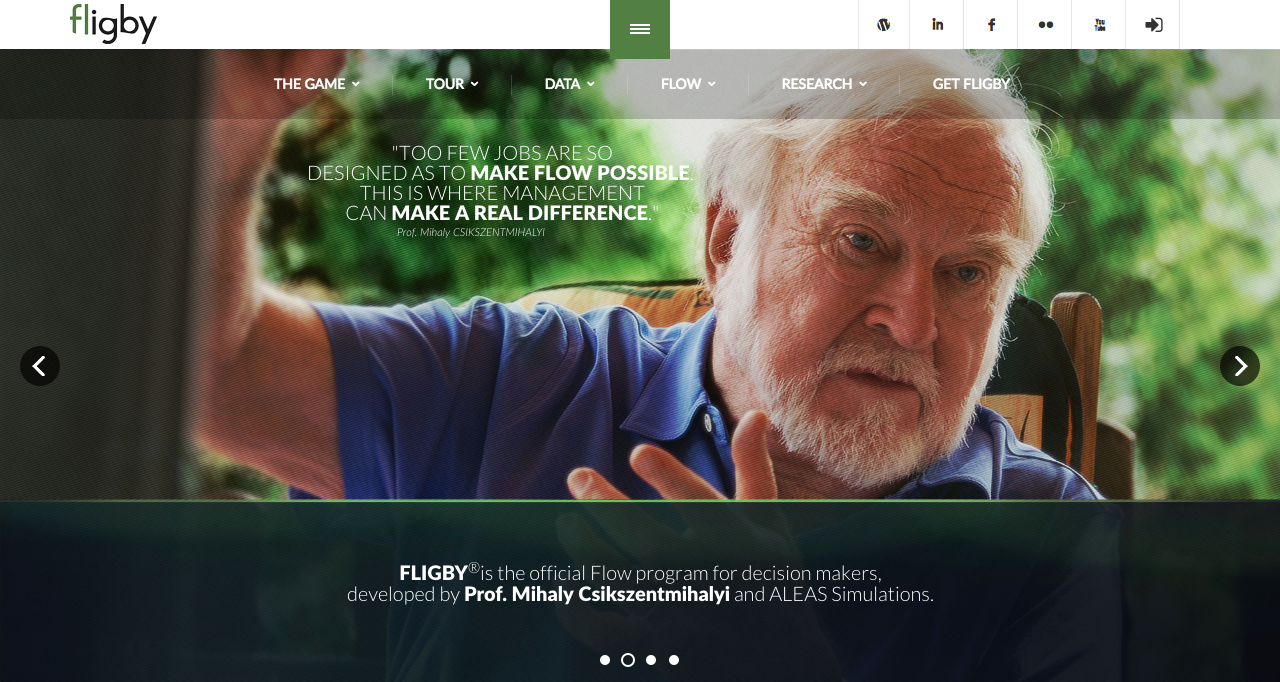 fligby
You
Tube
THE GAME
TOUR
DATA
FLOW
RESEARCH
GET FLIGBY
"TOO FEW JOBS ARE SO
DESIGNED AS TO MAKE FLOW POSSIBLE.
THIS IS WHERE MANAGEMENT
CAN MAKE A REAL DIFFERENCE."
Prof. Mihaly CSIKSZENTMIHALYI
FLIGBY® is the official Flow program for decision makers,
developed by Prof. Mihaly Csikszentmihalyi and ALEAS Simulations.